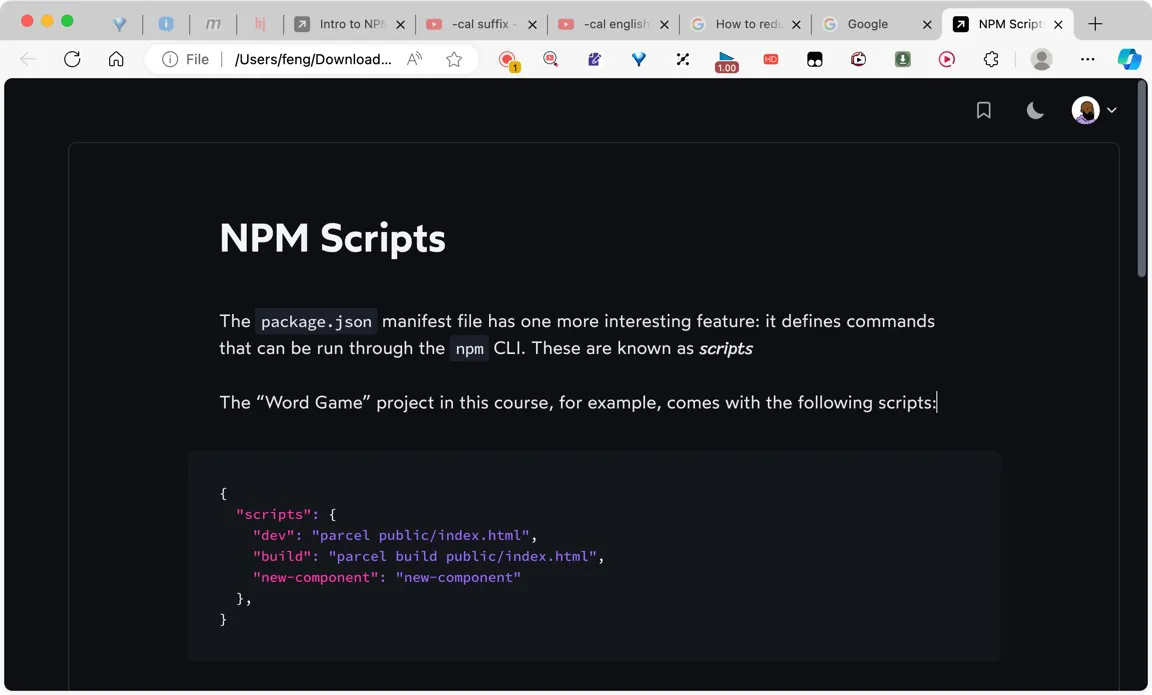 m
hj
Intro to NPM
-cal suffix -
-cal english
How to redu
Google
NPM Script
File
/Users/feng/Download...
A
1
1.00
HD
NPM Scripts
The package.json manifest file has one more interesting feature: it defines commands
that can be run through the npm CLI. These are known as scripts
The “Word Game” project in this course, for example, comes with the following scripts:
{
"scripts": {
"dev": "parcel public/index.html",
"build": "parcel build public/index.html",
"new-component": "new-component"
},
}